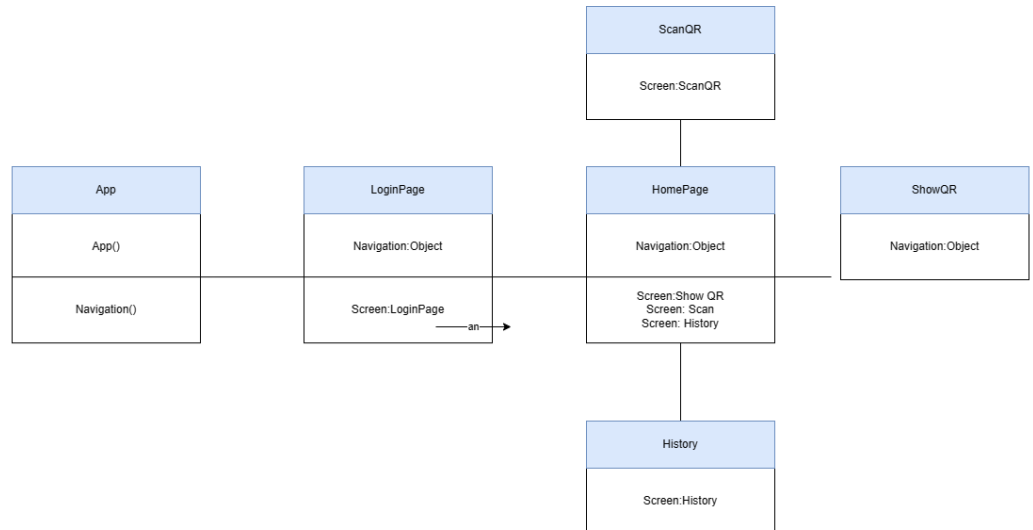 ScanQR
Screen:ScanQR
App
App()
Navigation()
LoginPage
Navigation:Object
Screen:LoginPage
an
HomePage
Navigation:Object
Screen:Show QR
Screen: Scan
Screen: History
ShowQR
Navigation:Object
History
Screen:History